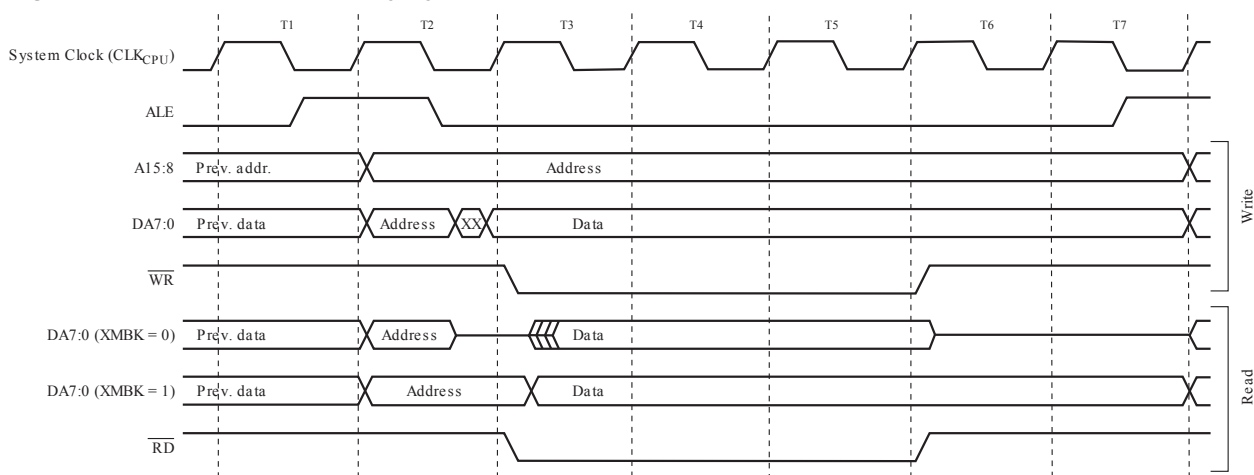 T1 T2 T3 T4 T5 T6 T7
System Clock (CLKCPU)
ALE
A15:8 Prev. addr. Address
DA7:0 Prev. data Address XX Data
WR
Write
DA7:0 (XMBK = 0) Prev. data Address Data
DA7:0 (XMBK = 1) Prev. data Address Data
RD
Read